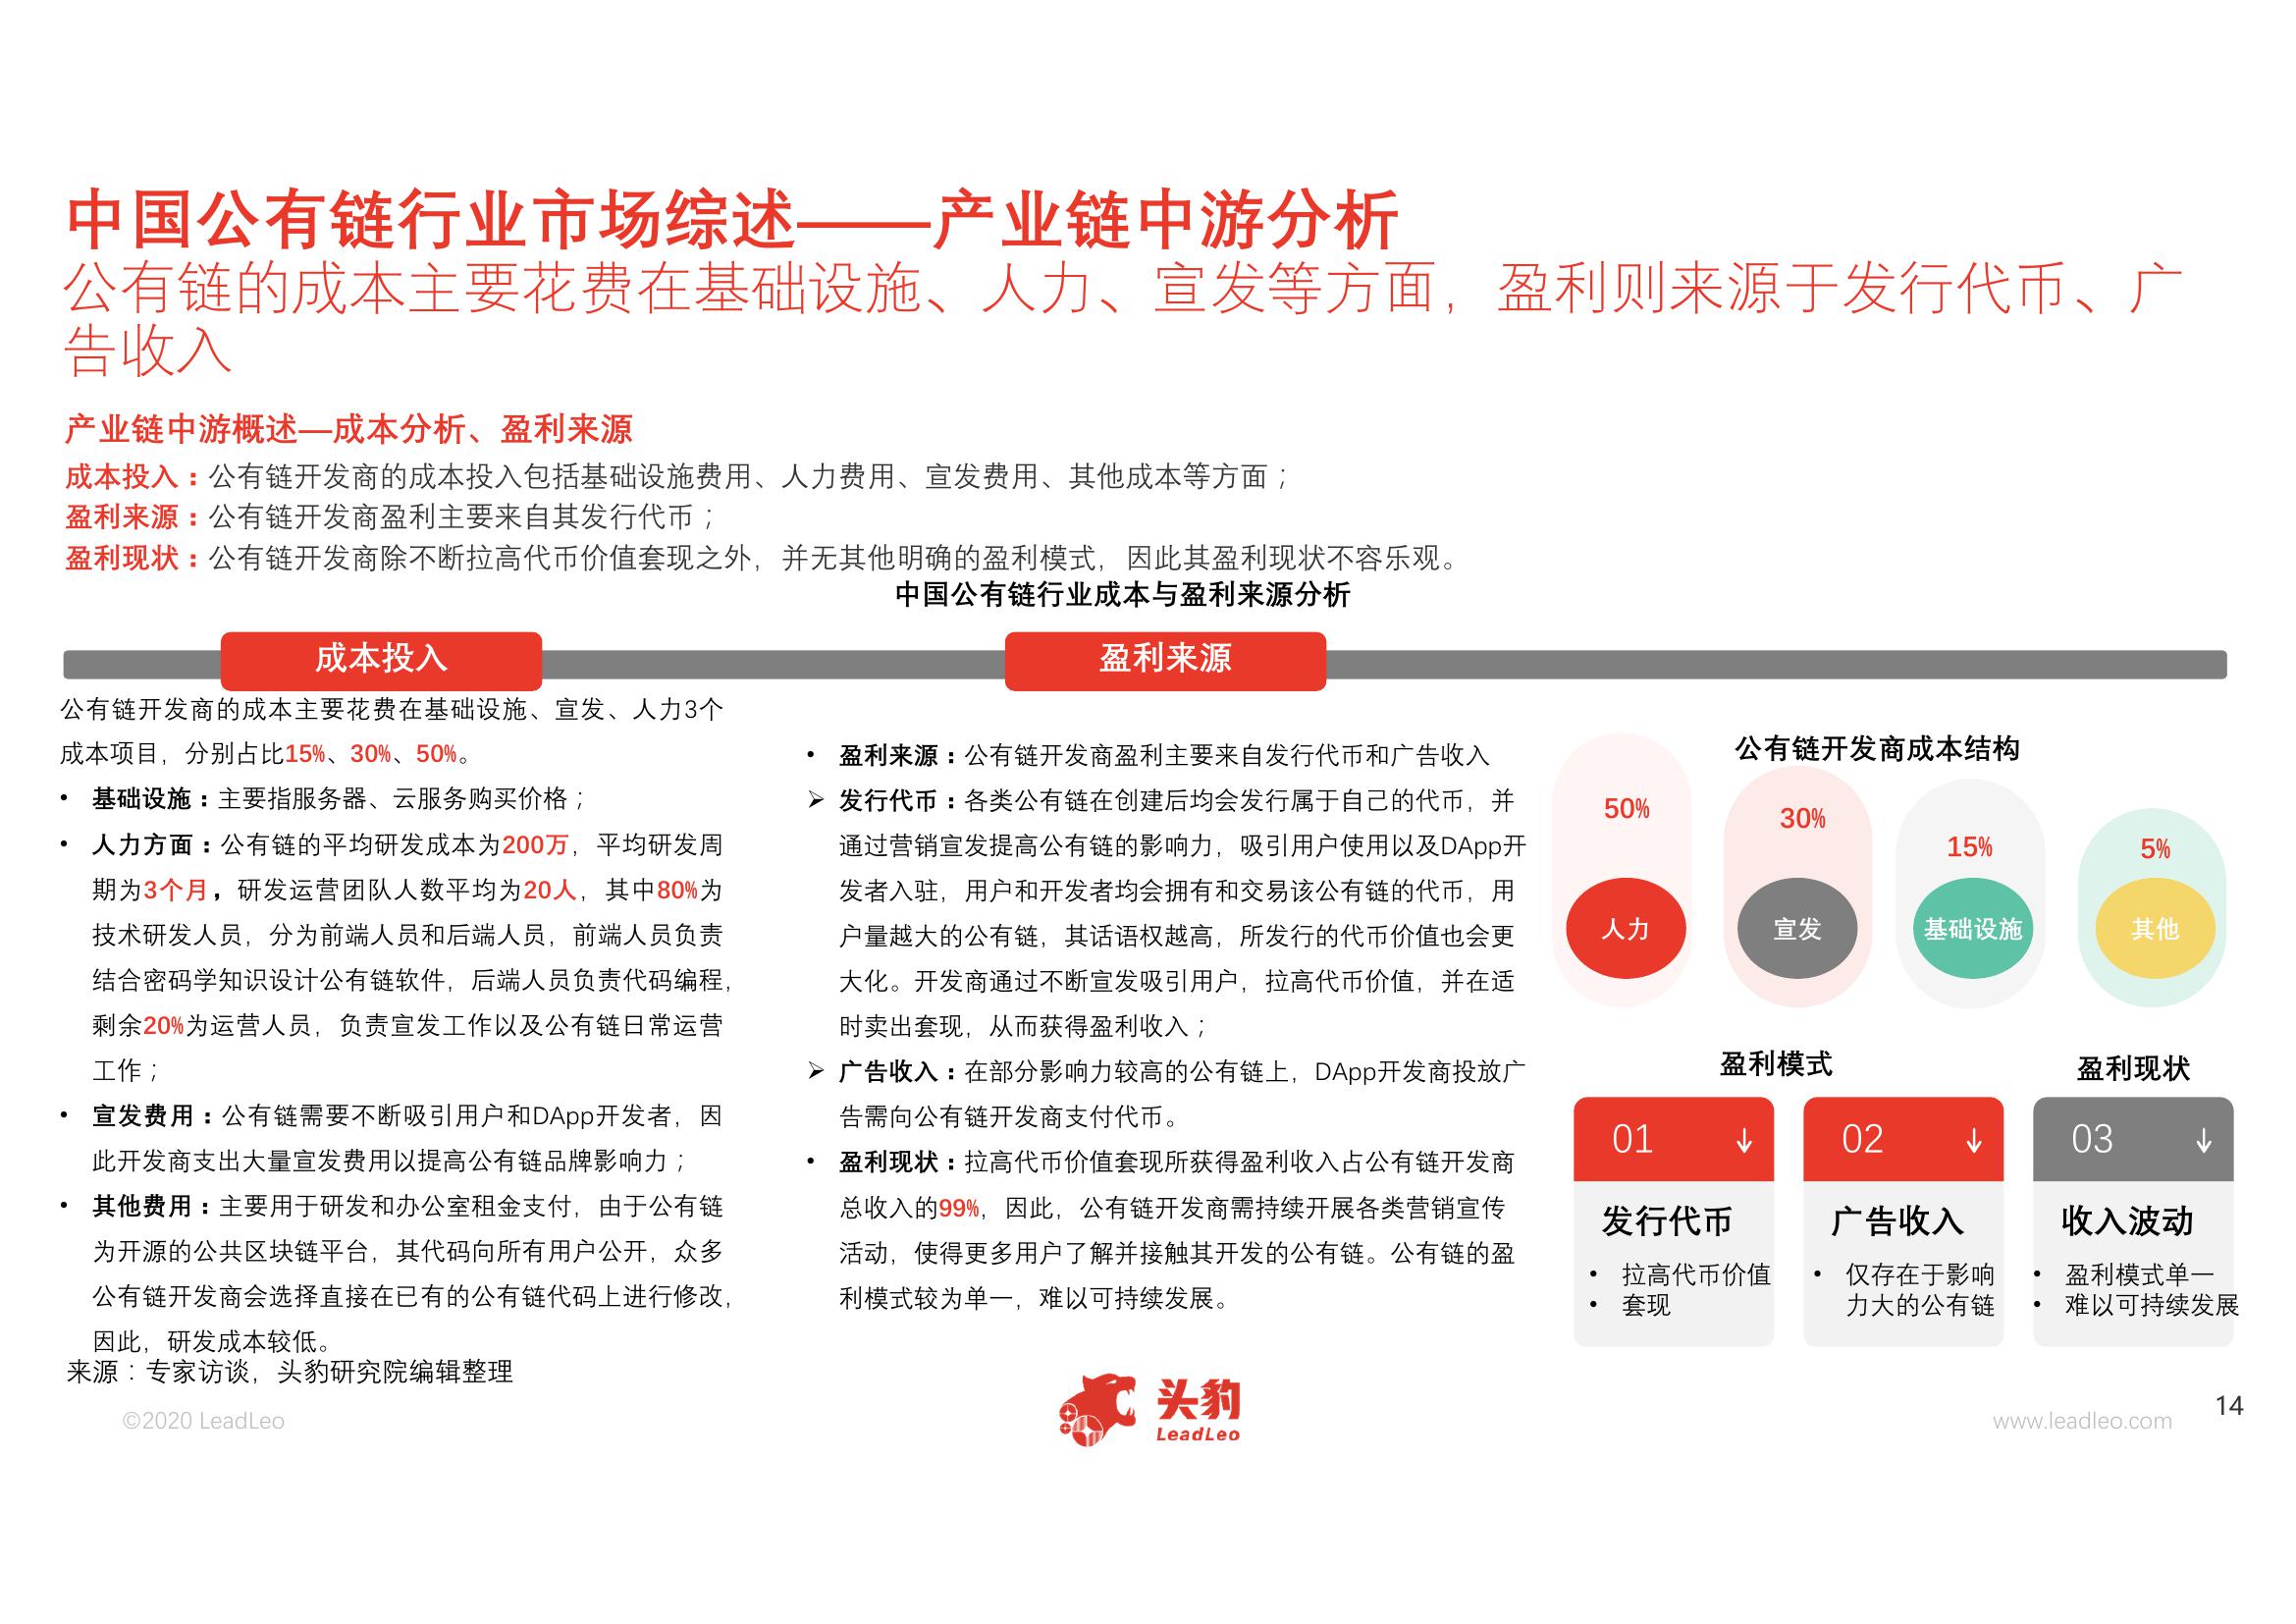 中国公有链行业市场综述——产业链中游分析
公有链的成本主要花费在基础设施、人力、宣发等方面，盈利则来源于发行代币、广
告收入
产业链中游概述—成本分析、盈利来源
成本投入：公有链开发商的成本投入包括基础设施费用、人力费用、宣发费用、其他成本等方面；
盈利来源：公有链开发商盈利主要来自其发行代币；
盈利现状：公有链开发商除不断拉高代币价值套现之外，并无其他明确的盈利模式，因此其盈利现状不容乐观。
中国公有链行业成本与盈利来源分析
成本投入
公有链开发商的成本主要花费在基础设施、宣发、人力3个
成本项目，分别占比15%、30%、50%。
• 基础设施：主要指服务器、云服务购买价格；
• 人力方面：公有链的平均研发成本为200万，平均研发周
期为3个月，研发运营团队人数平均为20人，其中80%为
技术研发人员，分为前端人员和后端人员，前端人员负责
结合密码学知识设计公有链软件，后端人员负责代码编程，
剩余20%为运营人员，负责宣发工作以及公有链日常运营
工作；
• 宣发费用：公有链需要不断吸引用户和DApp开发者，因
此开发商支出大量宣发费用以提高公有链品牌影响力；
• 其他费用：主要用于研发和办公室租金支付，由于公有链
为开源的公共区块链平台，其代码向所有用户公开，众多
公有链开发商会选择直接在已有的公有链代码上进行修改，
因此，研发成本较低。
盈利来源
• 盈利来源：公有链开发商盈利主要来自发行代币和广告收入
➢ 发行代币：各类公有链在创建后均会发行属于自己的代币，并
通过营销宣发提高公有链的影响力，吸引用户使用以及DApp开
发者入驻，用户和开发者均会拥有和交易该公有链的代币，用
户量越大的公有链，其话语权越高，所发行的代币价值也会更
大化。开发商通过不断宣发吸引用户，拉高代币价值，并在适
时卖出套现，从而获得盈利收入；
➢ 广告收入：在部分影响力较高的公有链上，DApp开发商投放广
告需向公有链开发商支付代币。
• 盈利现状：拉高代币价值套现所获得盈利收入占公有链开发商
总收入的99%，因此，公有链开发商需持续开展各类营销宣传
活动，使得更多用户了解并接触其开发的公有链。公有链的盈
利模式较为单一，难以可持续发展。
公有链开发商成本结构
50%
人力
30%
宣发
15%
基础设施
5%
其他
盈利模式
01
发行代币
• 拉高代币价值
• 套现
02
广告收入
• 仅存在于影响
力大的公有链
盈利现状
03
收入波动
• 盈利模式单一
• 难以可持续发展
来源：专家访谈，头豹研究院编辑整理
©2020 LeadLeo
头豹
LeadLeo
www.leadleo.com
14